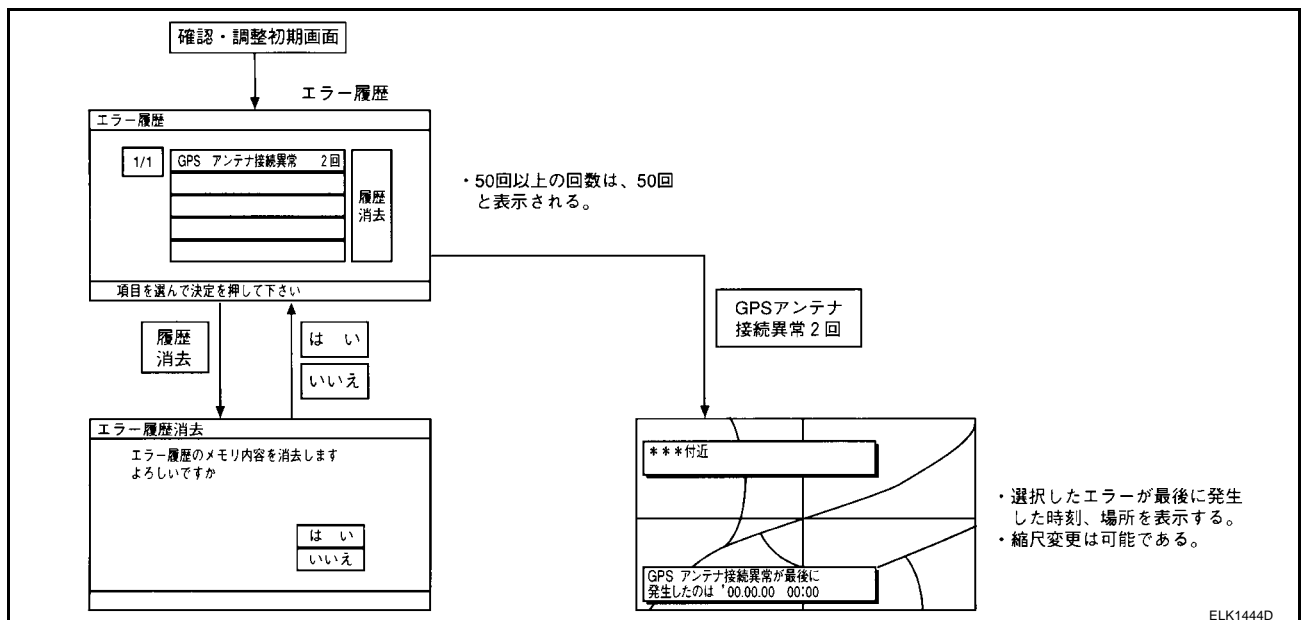 確認・調整初期画面
エラー履歴
エラー履歴
1/1
GPS アンテナ接続異常 2回
履歴
消去
項目を選んで決定を押して下さい
・50回以上の回数は、50回
と表示される。
履歴
消去
は い
いいえ
GPSアンテナ
接続異常2回
エラー履歴消去
エラー履歴のメモリ内容を消去します
よろしいですか
は い
いいえ
***付近
GPS アンテナ接続異常が最後に
発生したのは '00.00.00 00:00
・選択したエラーが最後に発生
した時刻、場所を表示する。
・縮尺変更は可能である。
ELK1444D